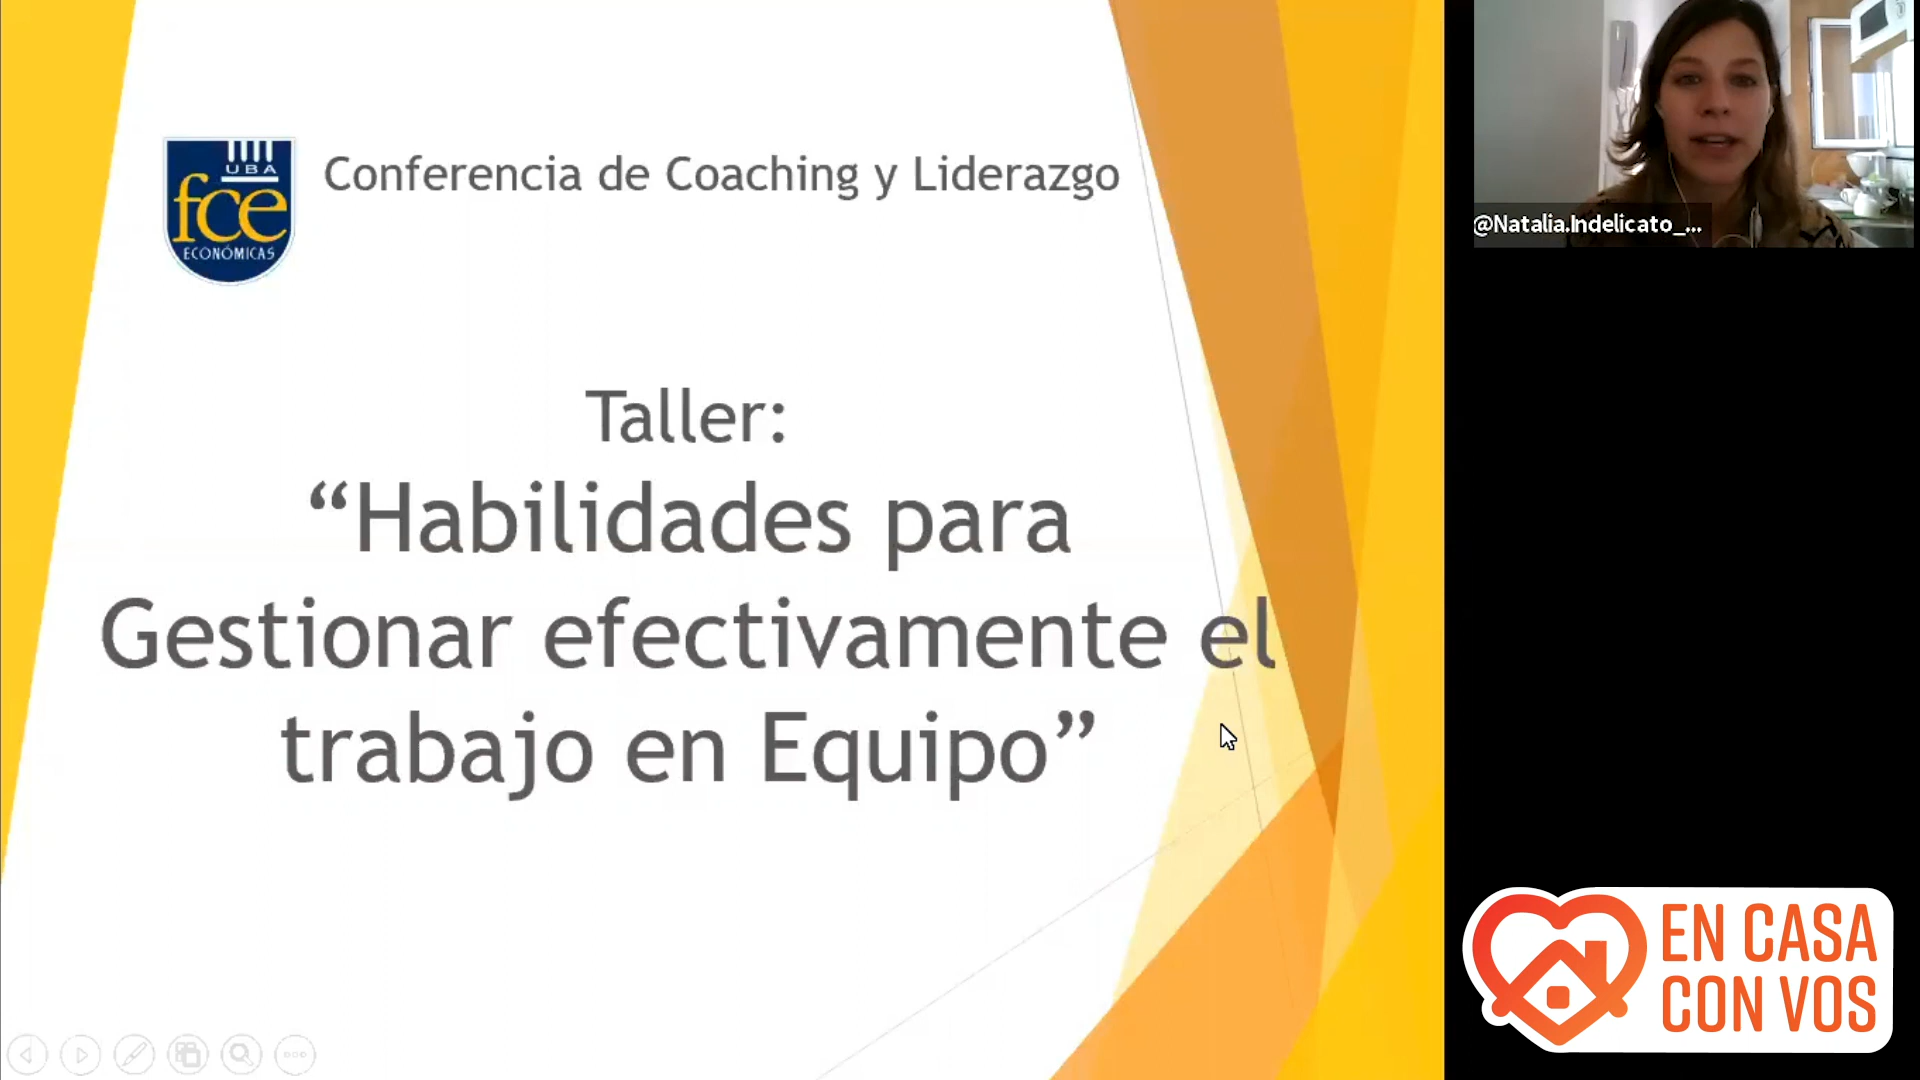 UBA
fce
ECONÓMICAS
Conferencia de Coaching y Liderazgo
Taller:
“Habilidades para
Gestionar efectivamente el
trabajo en Equipo”
@Natalia.Indelicato_...
EN CASA
CON VOS